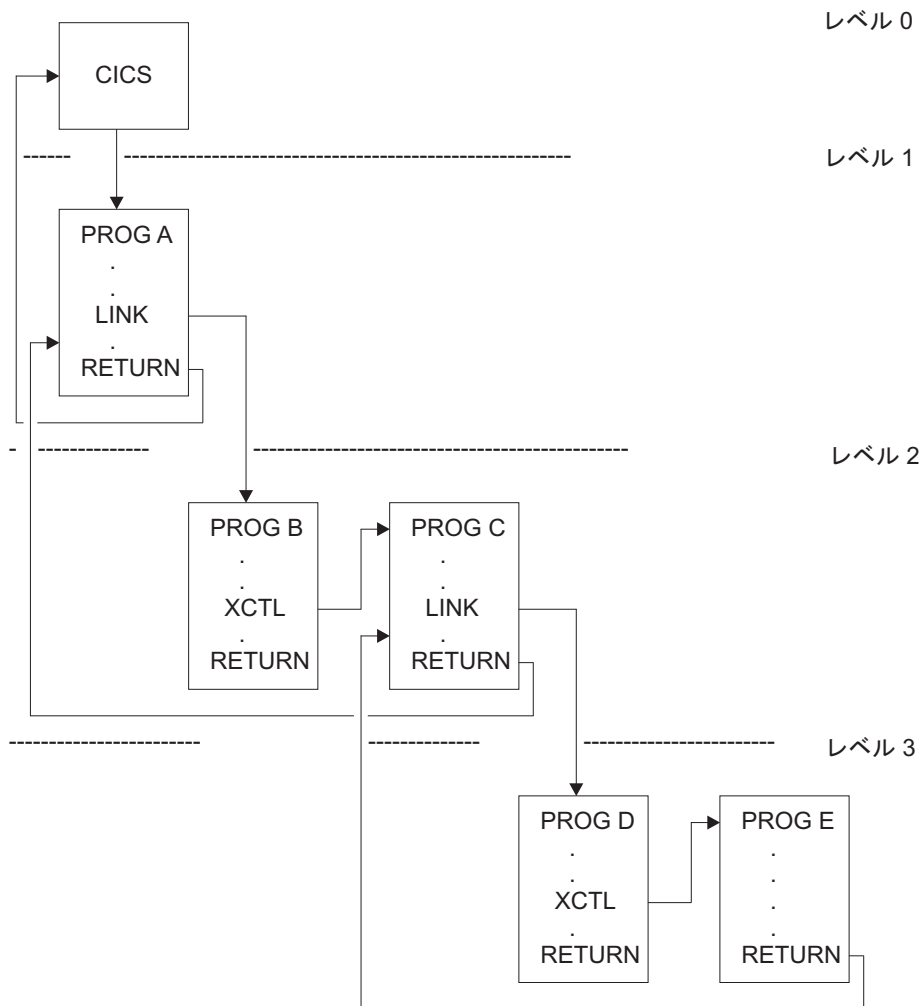 レベル 0
CICS
レベル 1
PROG A
.
.
LINK
.
RETURN
レベル 2
PROG B
.
.
XCTL
.
RETURN
PROG C
.
.
LINK
.
RETURN
レベル 3
PROG D
.
.
XCTL
.
RETURN
PROG E
.
.
.
.
RETURN